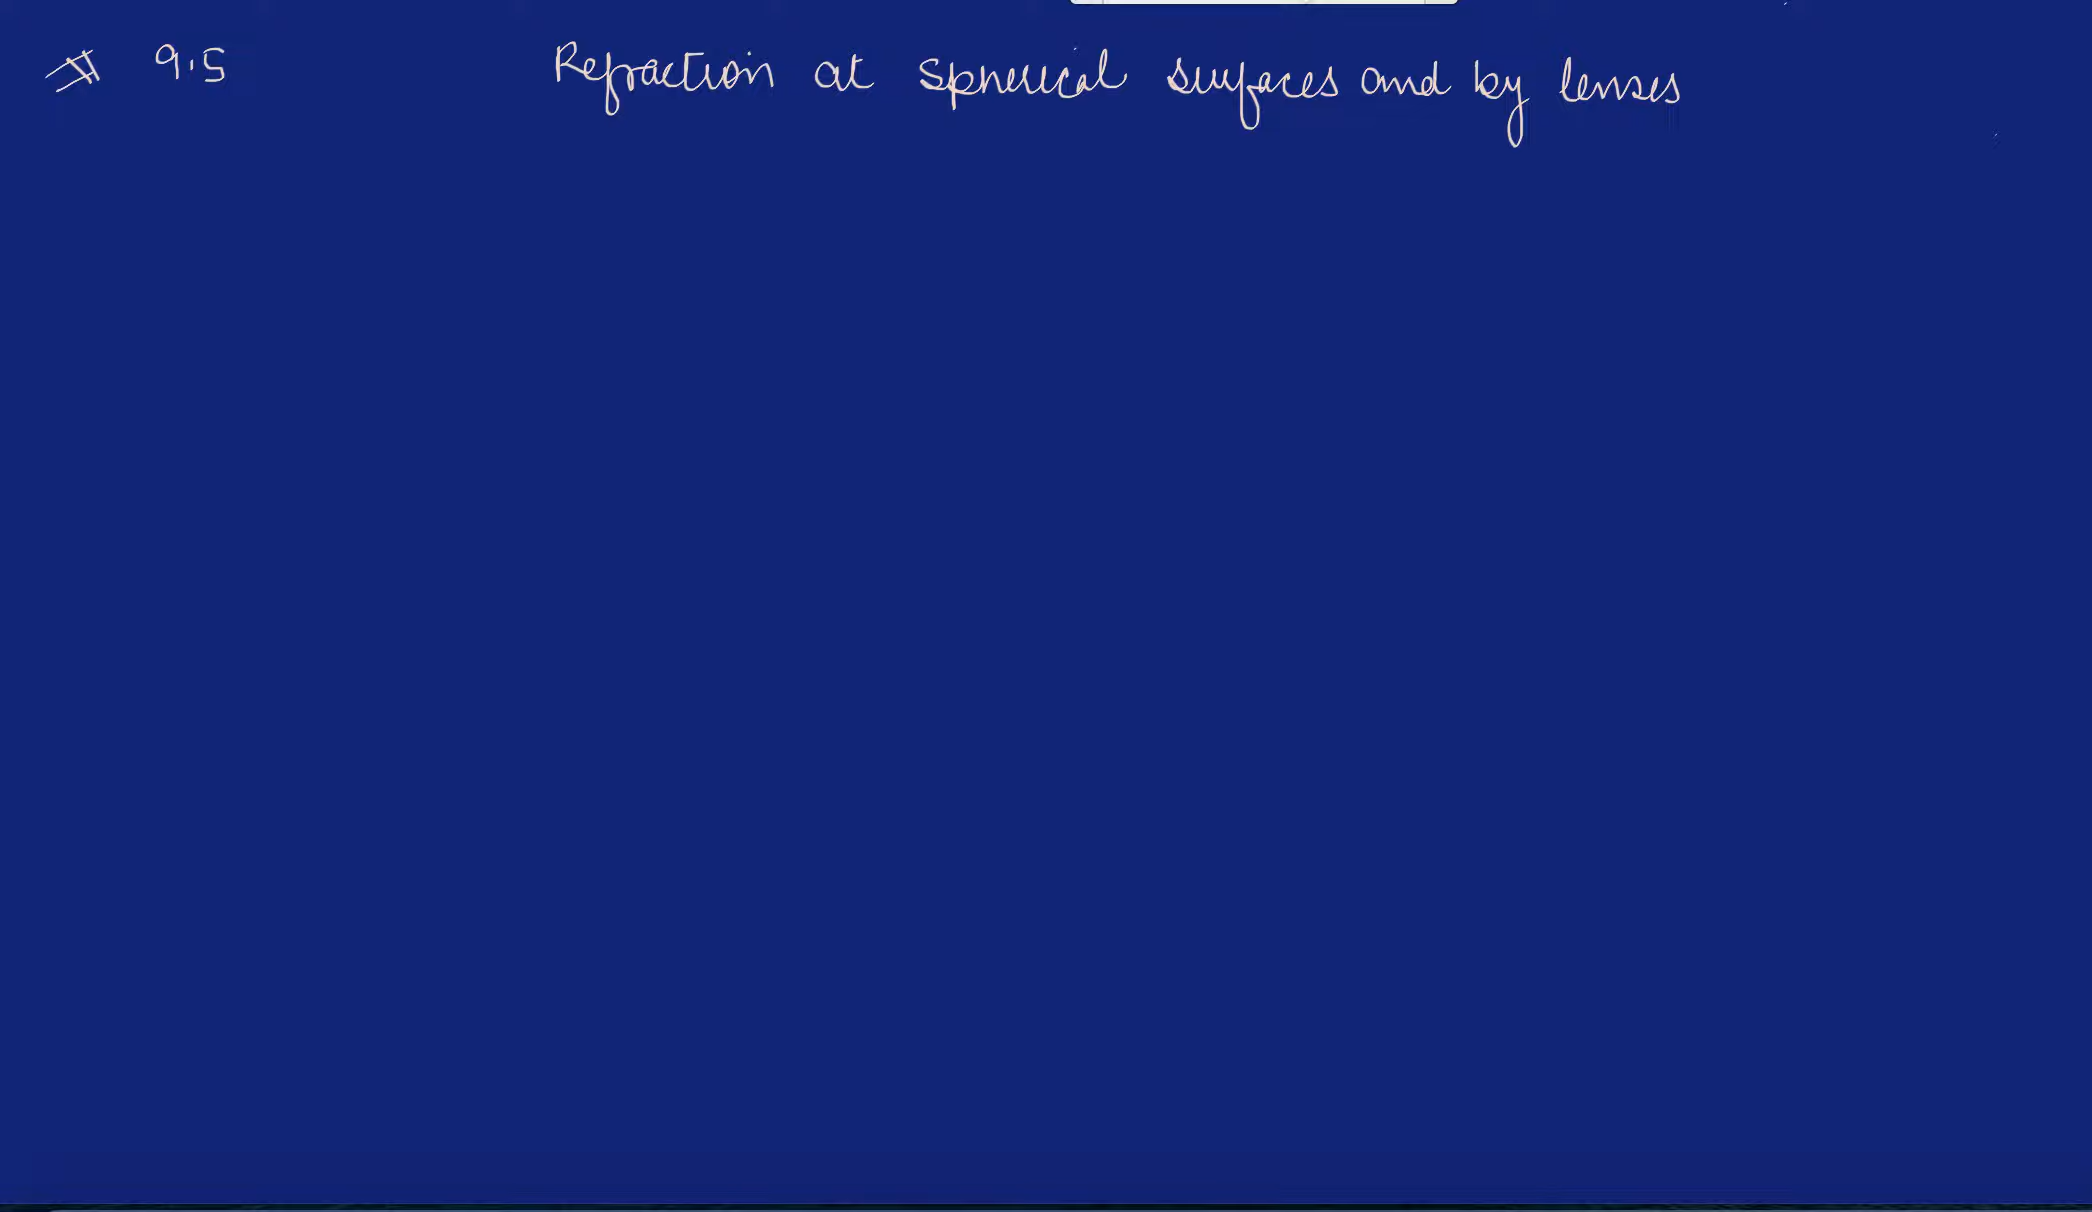 # 9.5 Refraction at spherical surfaces and by lenses